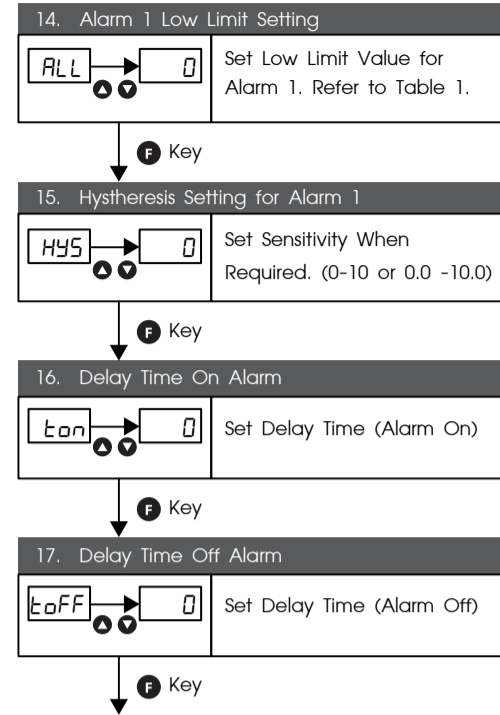 14. Alarm 1 Low Limit Setting
ALL 0
Set Low Limit Value for
Alarm 1. Refer to Table 1.
F Key
15. Hystheresis Setting for Alarm 1
HYS 0
Set Sensitivity When
Required. (0-10 or 0.0 -10.0)
F Key
16. Delay Time On Alarm
ton 0
Set Delay Time (Alarm On)
F Key
17. Delay Time Off Alarm
toFF 0
Set Delay Time (Alarm Off)
F Key